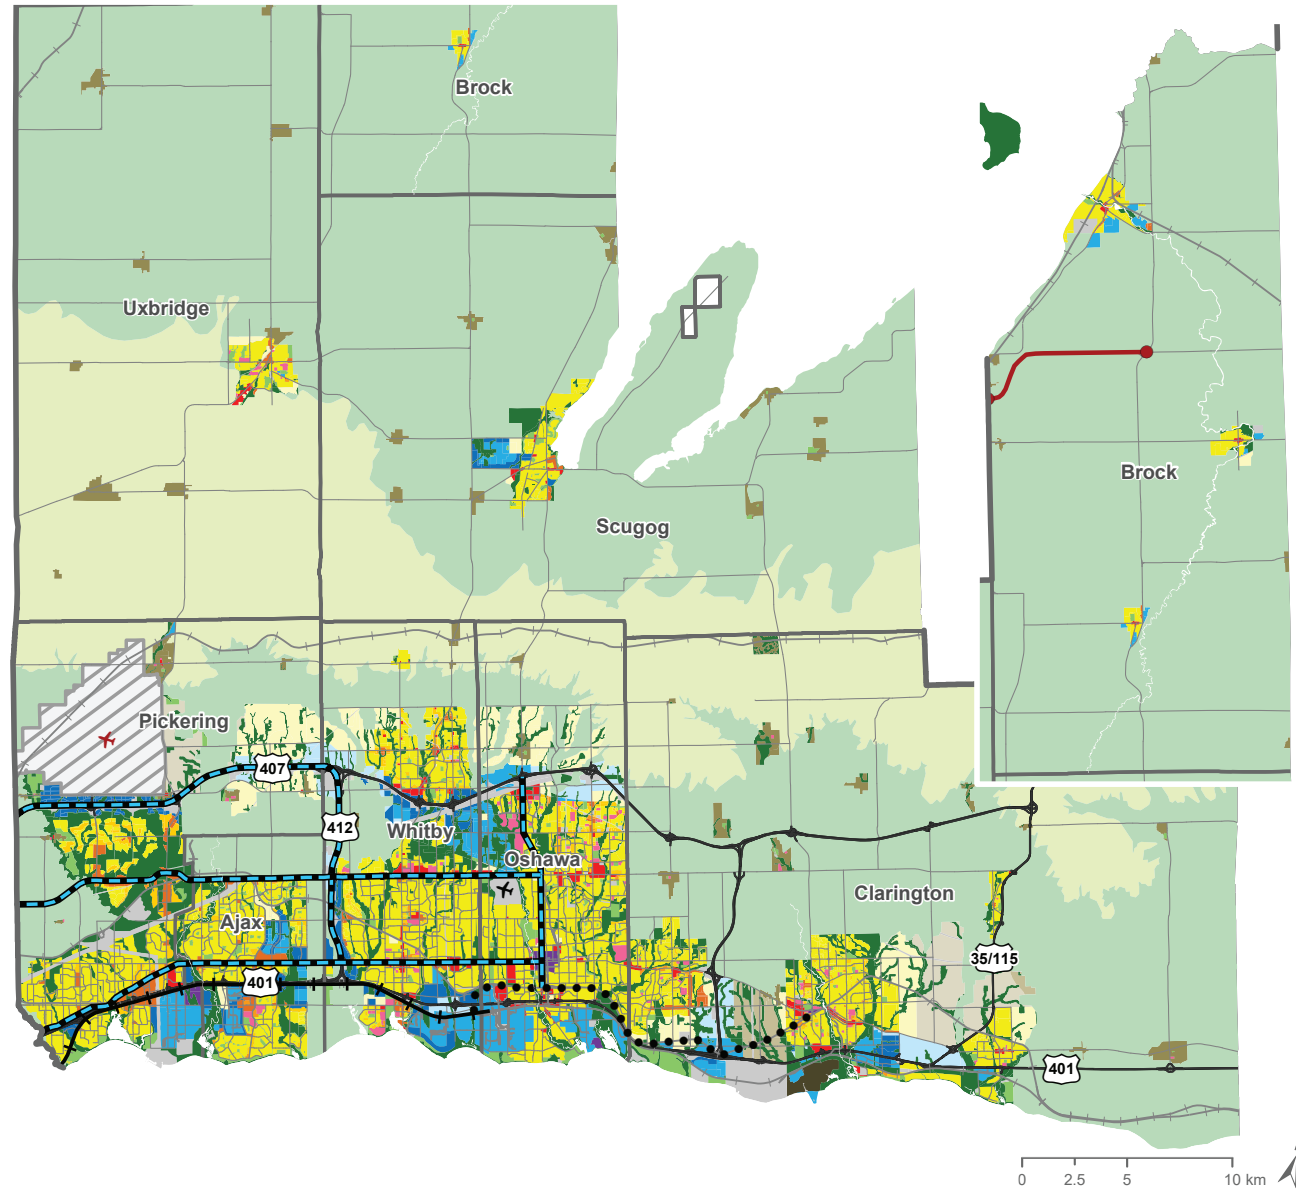 Brock
Uxbridge
Scugog
Brock
Pickering
407
412
Whitby
Oshawa
Clarington
Ajax
35/115
401
401
0 2.5 5 10 km